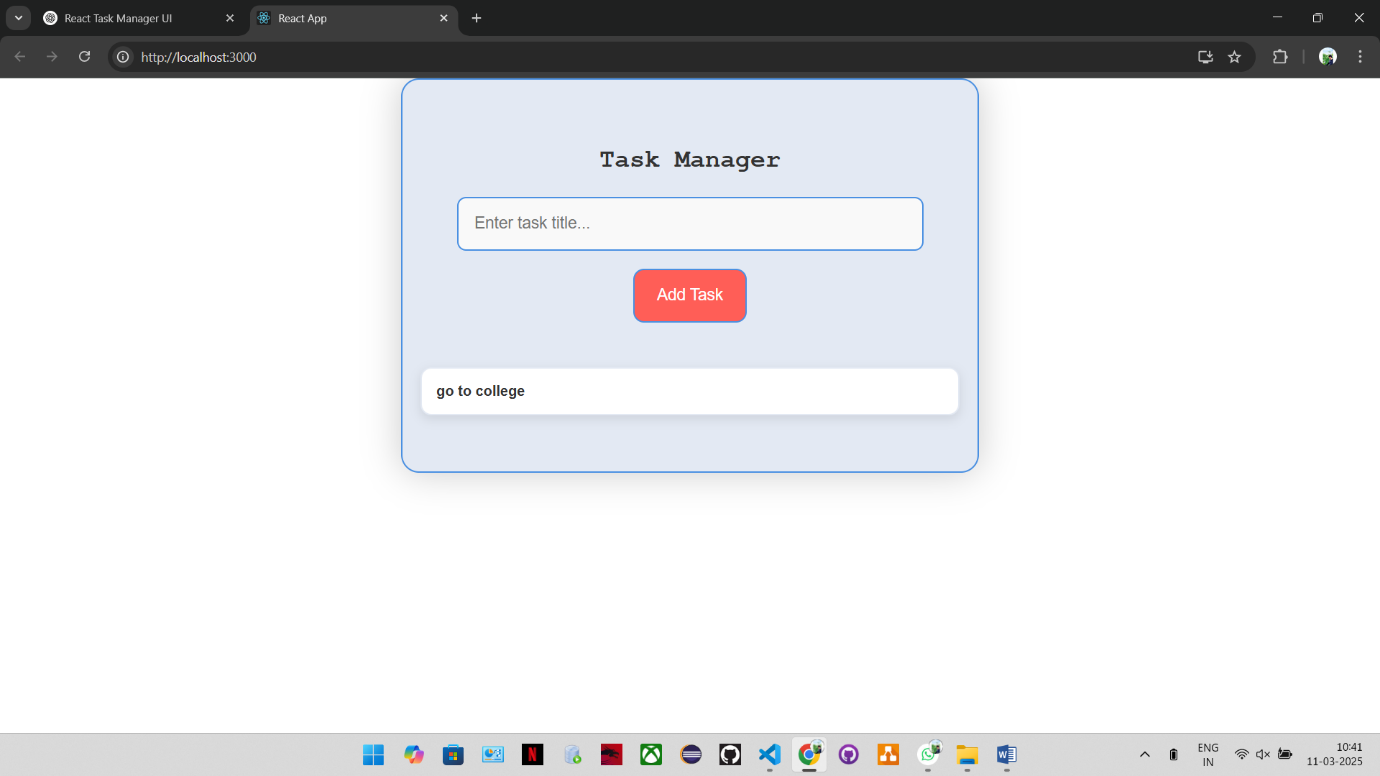 React Task Manager UI
React App
http://localhost:3000
Task Manager
Enter task title...
Add Task
go to college
ENG
IN
10:41
11-03-2025